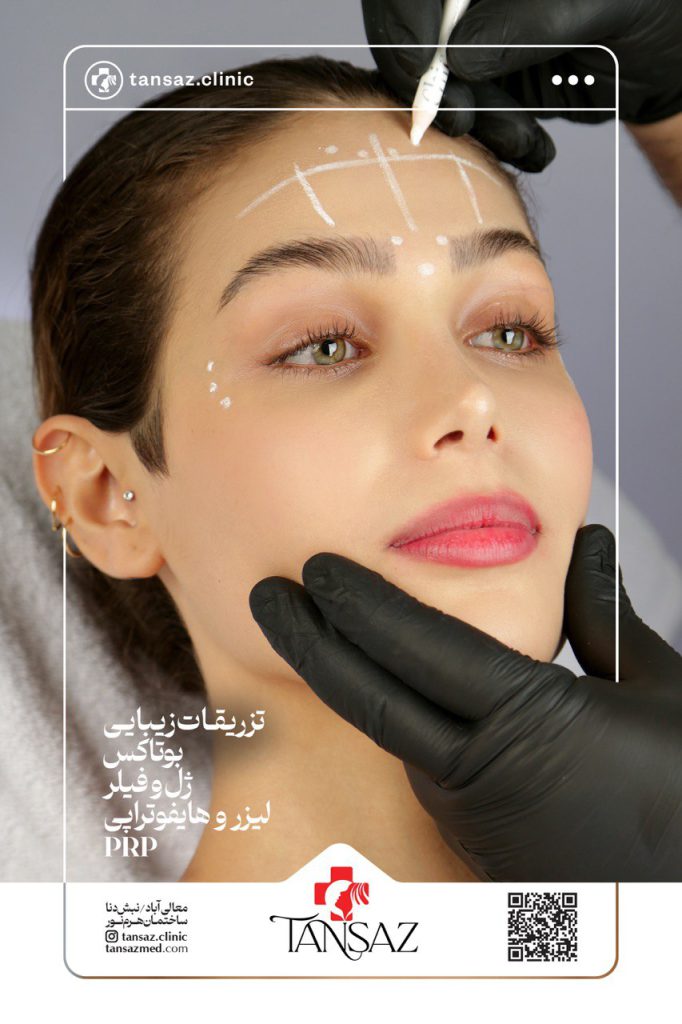 tansaz.clinic
تزریقات زیبایی
بوتاکس
ژل و فیلر
لیزر و هایفوتراپی
PRP
معالی آباد/نبش دنا
ساختمان هرم نور
tansaz.clinic
tansazmed.com
TANSAZ